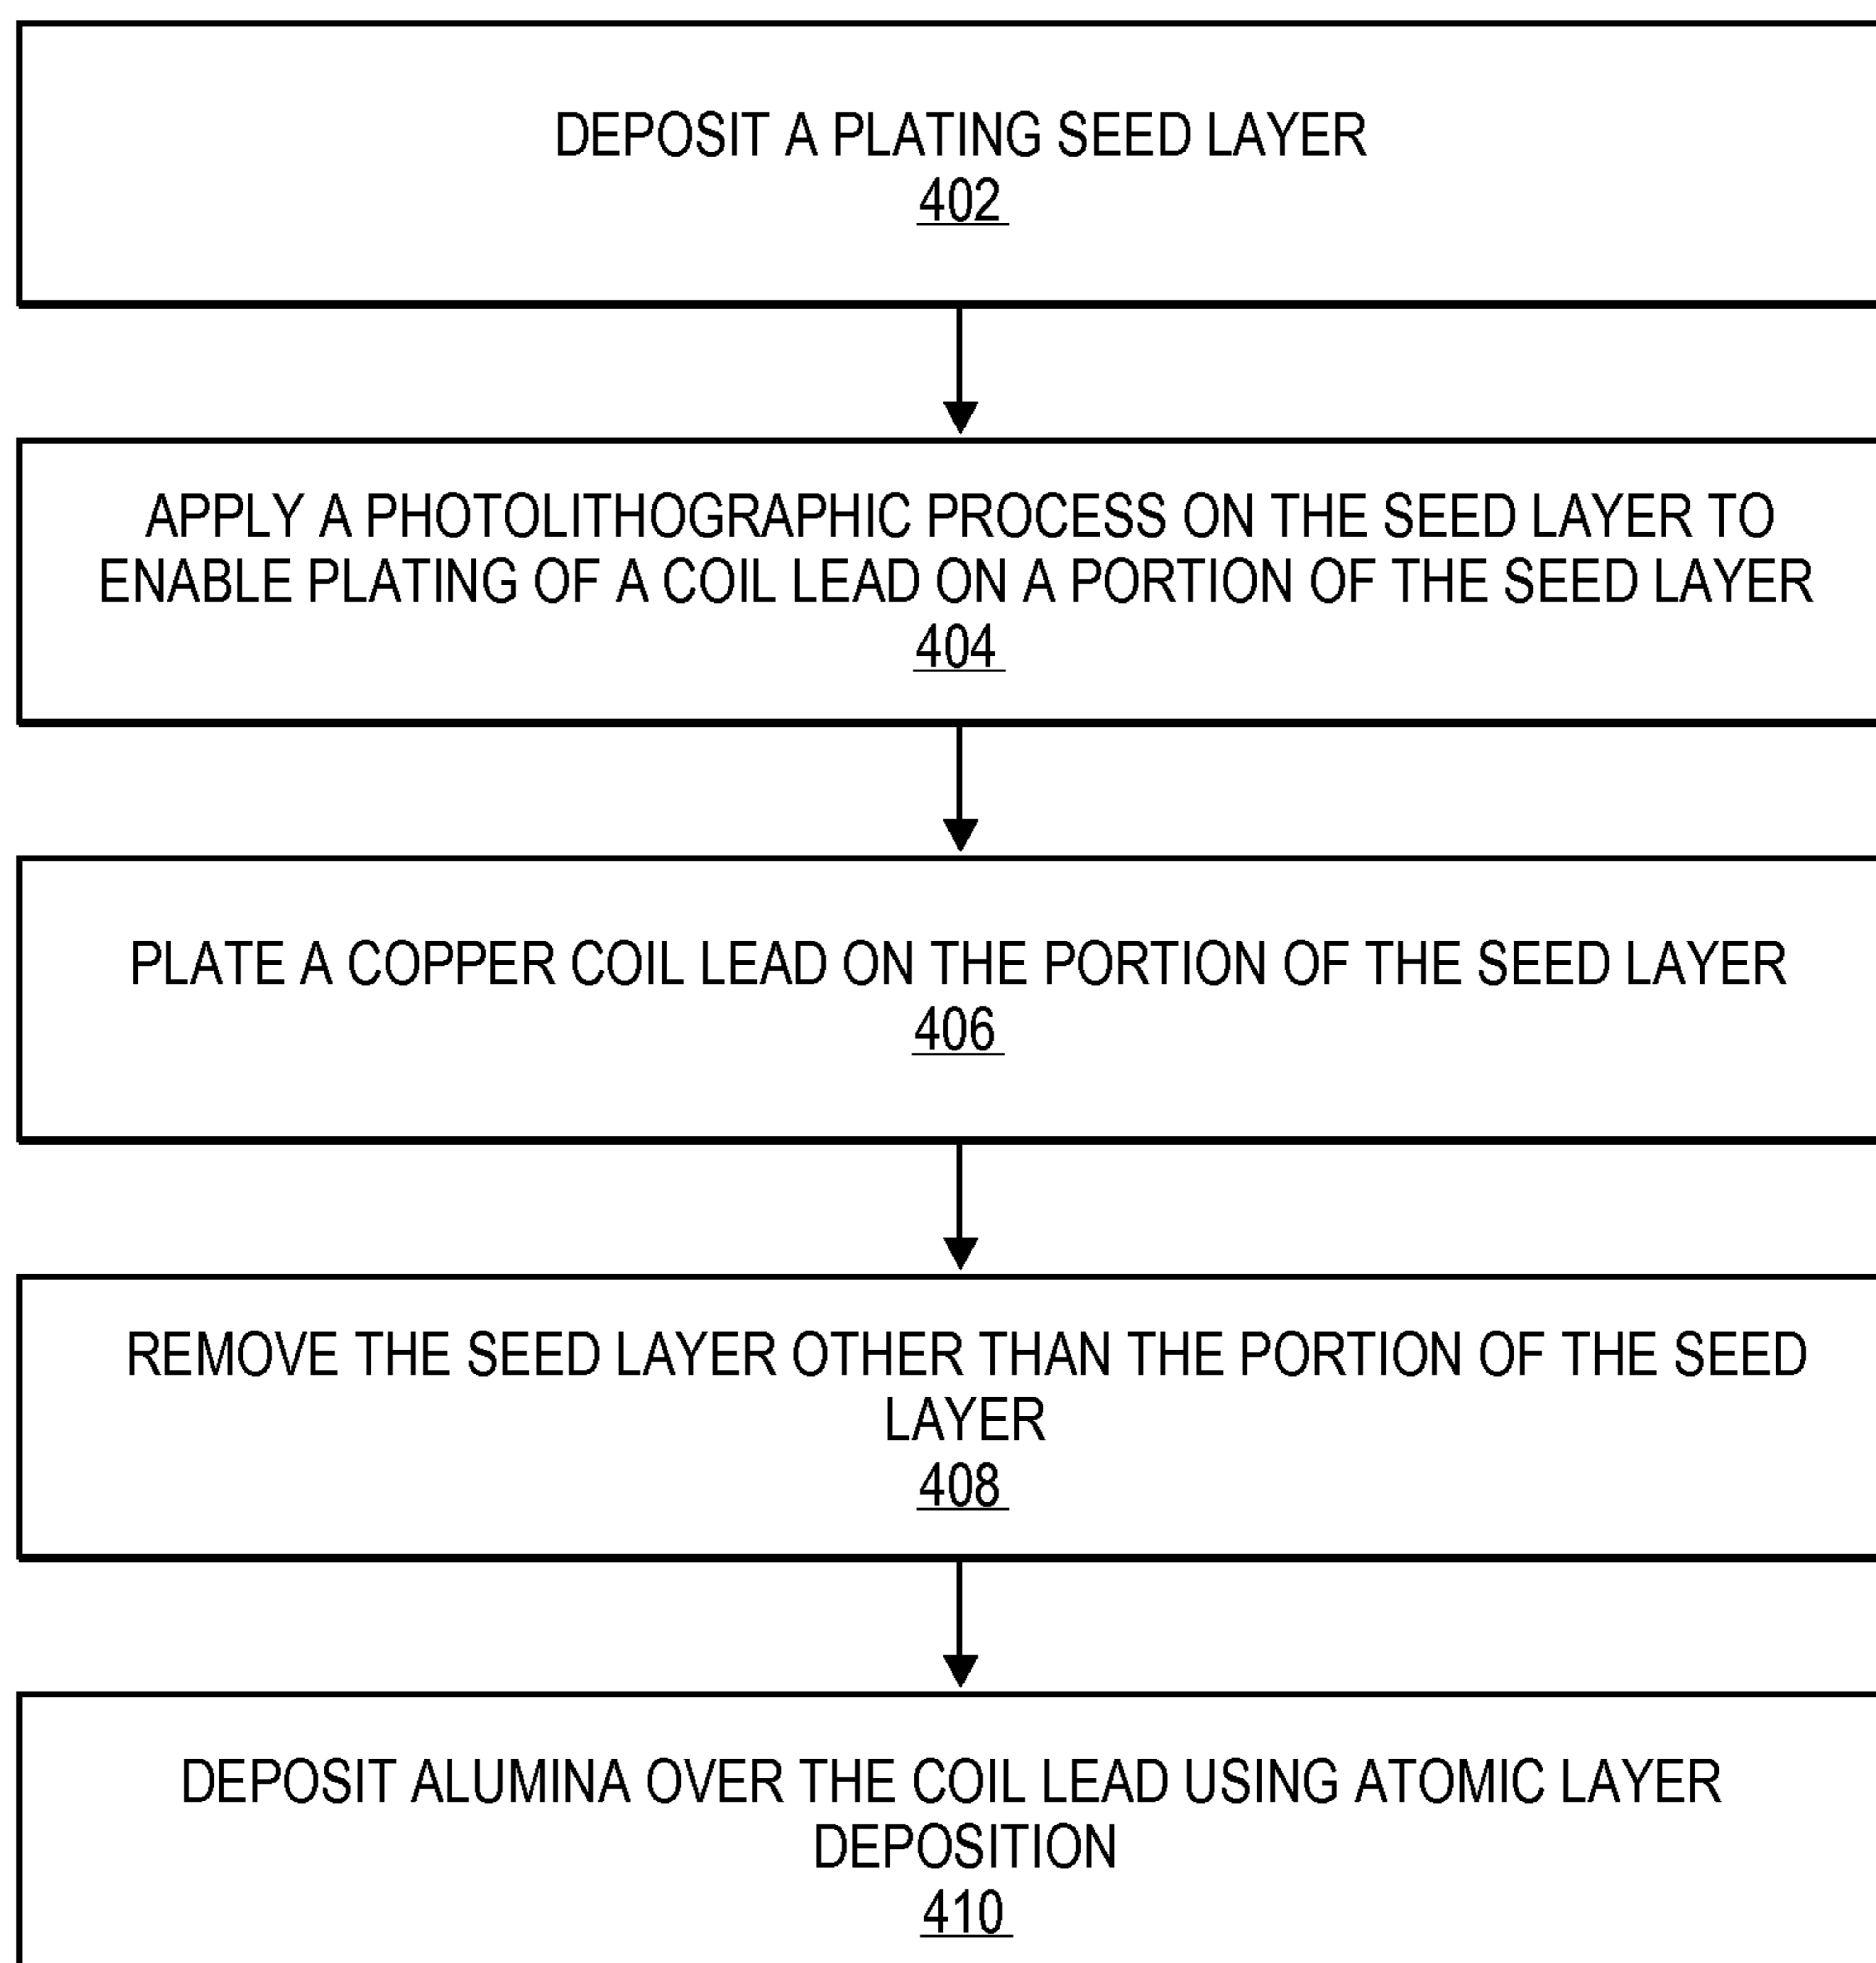 DEPOSIT A PLATING SEED LAYER
402
APPLY A PHOTOLITHOGRAPHIC PROCESS ON THE SEED LAYER TO
ENABLE PLATING OF A COIL LEAD ON A PORTION OF THE SEED LAYER
404
PLATE A COPPER COIL LEAD ON THE PORTION OF THE SEED LAYER
406
REMOVE THE SEED LAYER OTHER THAN THE PORTION OF THE SEED
LAYER
408
DEPOSIT ALUMINA OVER THE COIL LEAD USING ATOMIC LAYER
DEPOSITION
410